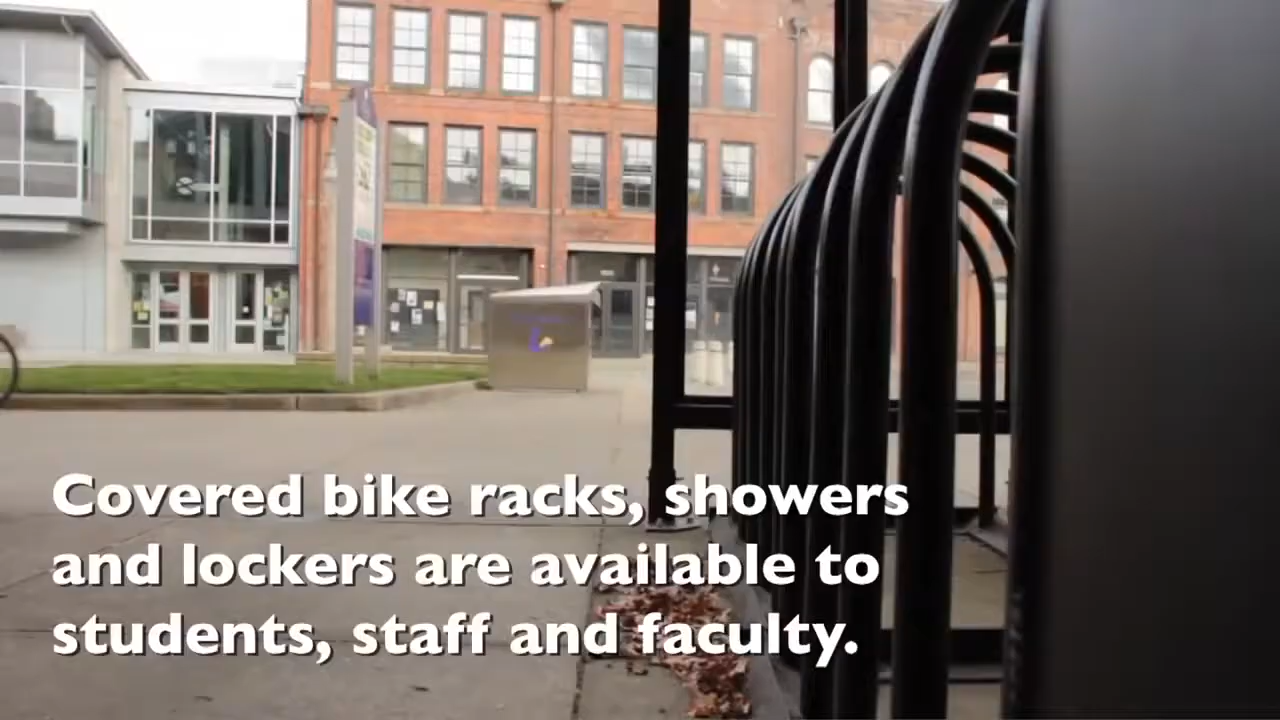 Covered bike racks, showers
and lockers are available to
students, staff and faculty.